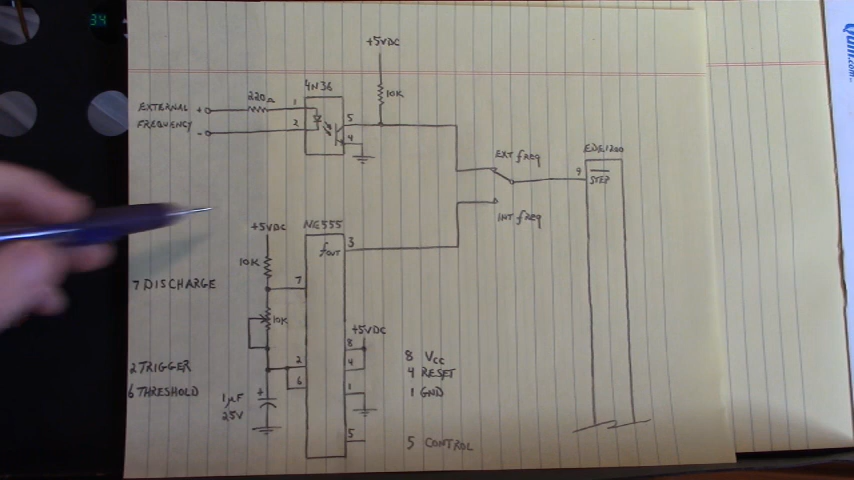 34
+5VDC
4N36
220Ω
10K
EXTERNAL
FREQUENCY
+
-
1
2
5
4
EXT freq
INT freq
EDE1200
9
STEP
+5VDC
NE555
fOUT
3
10K
7
7 DISCHARGE
10K
+5VDC
8
4
8 VCC
4 RESET
1
1 GND
2 TRIGGER
2
6 THRESHOLD
6
+
1µF
25V
5
5 CONTROL